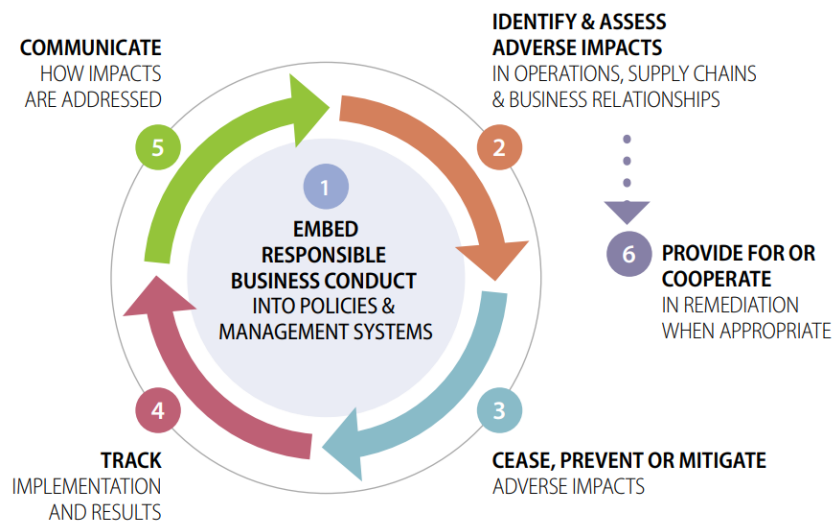 COMMUNICATE
HOW IMPACTS
ARE ADDRESSED
5
IDENTIFY & ASSESS
ADVERSE IMPACTS
IN OPERATIONS, SUPPLY CHAINS
& BUSINESS RELATIONSHIPS
2
1
EMBED
RESPONSIBLE
BUSINESS CONDUCT
INTO POLICIES &
MANAGEMENT SYSTEMS
6
PROVIDE FOR OR
COOPERATE
IN REMEDIATION
WHEN APPROPRIATE
4
TRACK
IMPLEMENTATION
AND RESULTS
3
CEASE, PREVENT OR MITIGATE
ADVERSE IMPACTS